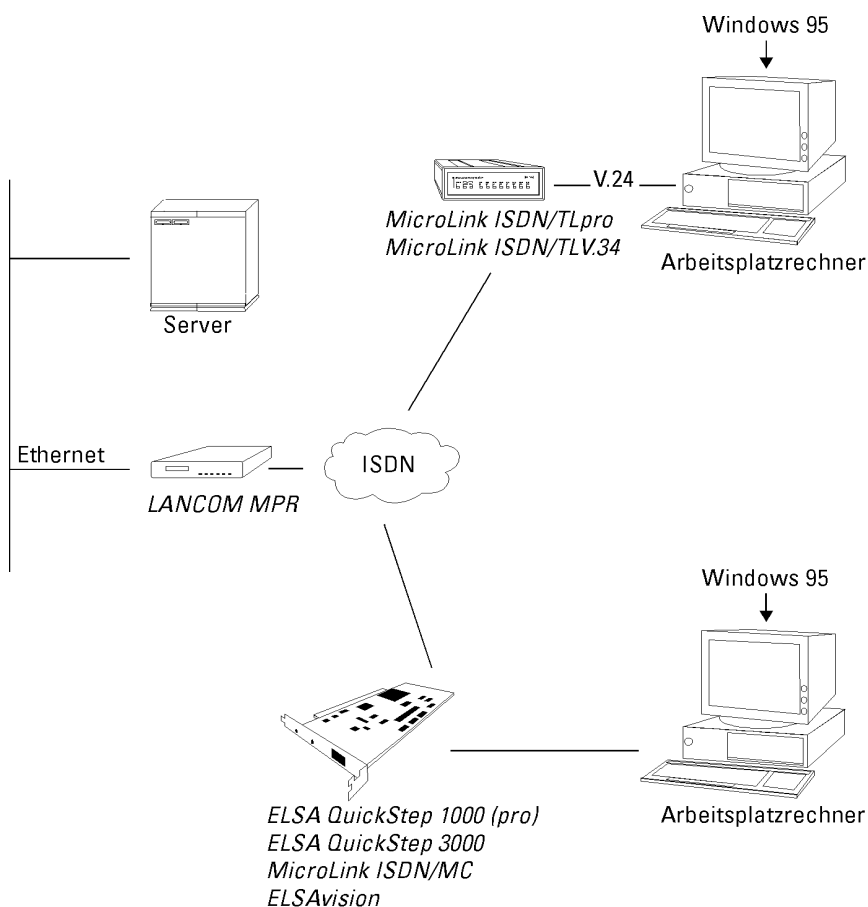 Windows 95
V.24
MicroLink ISDN/TLpro
MicroLink ISDN/TLV.34
Arbeitsplatzrechner
Server
Ethernet
ISDN
LANCOM MPR
Windows 95
ELSA QuickStep 1000 (pro)
ELSA QuickStep 3000
MicroLink ISDN/MC
ELSAvision
Arbeitsplatzrechner